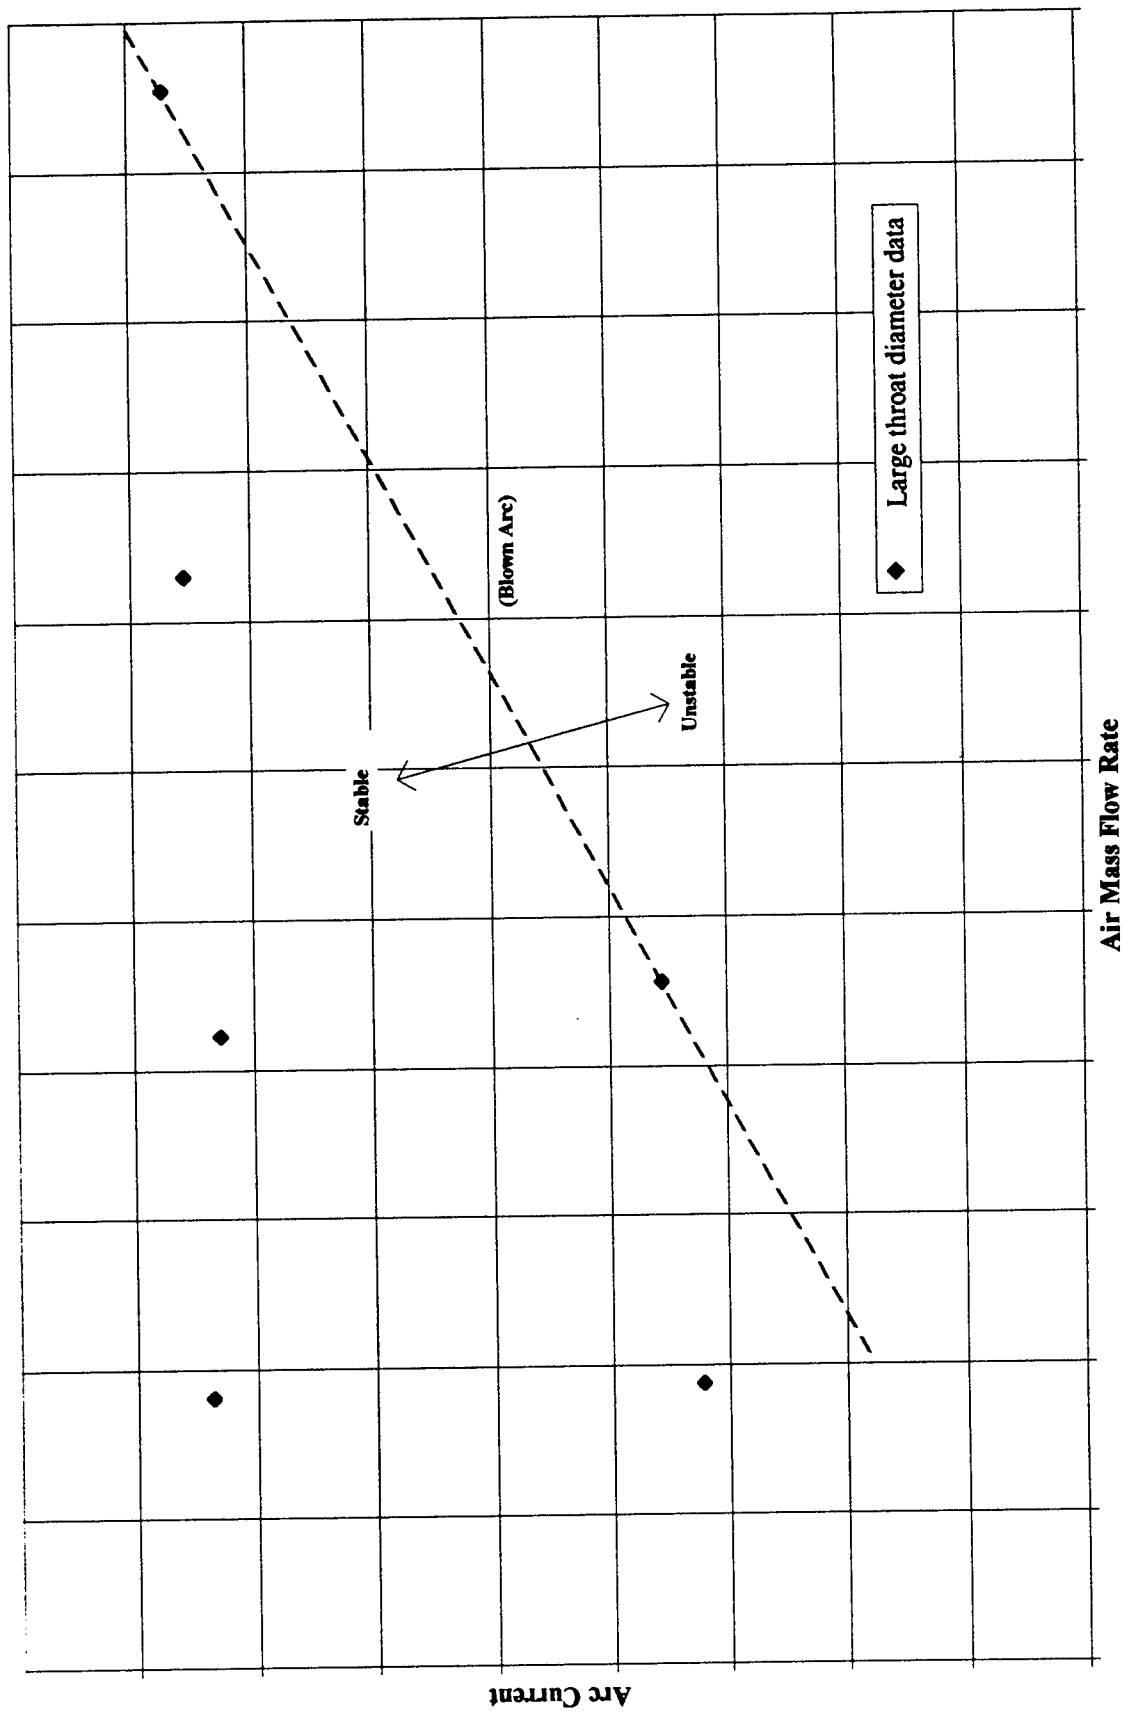 Stable
(Blown Arc)
Unstable
Large throat diameter data
Arc Current
Air Mass Flow Rate